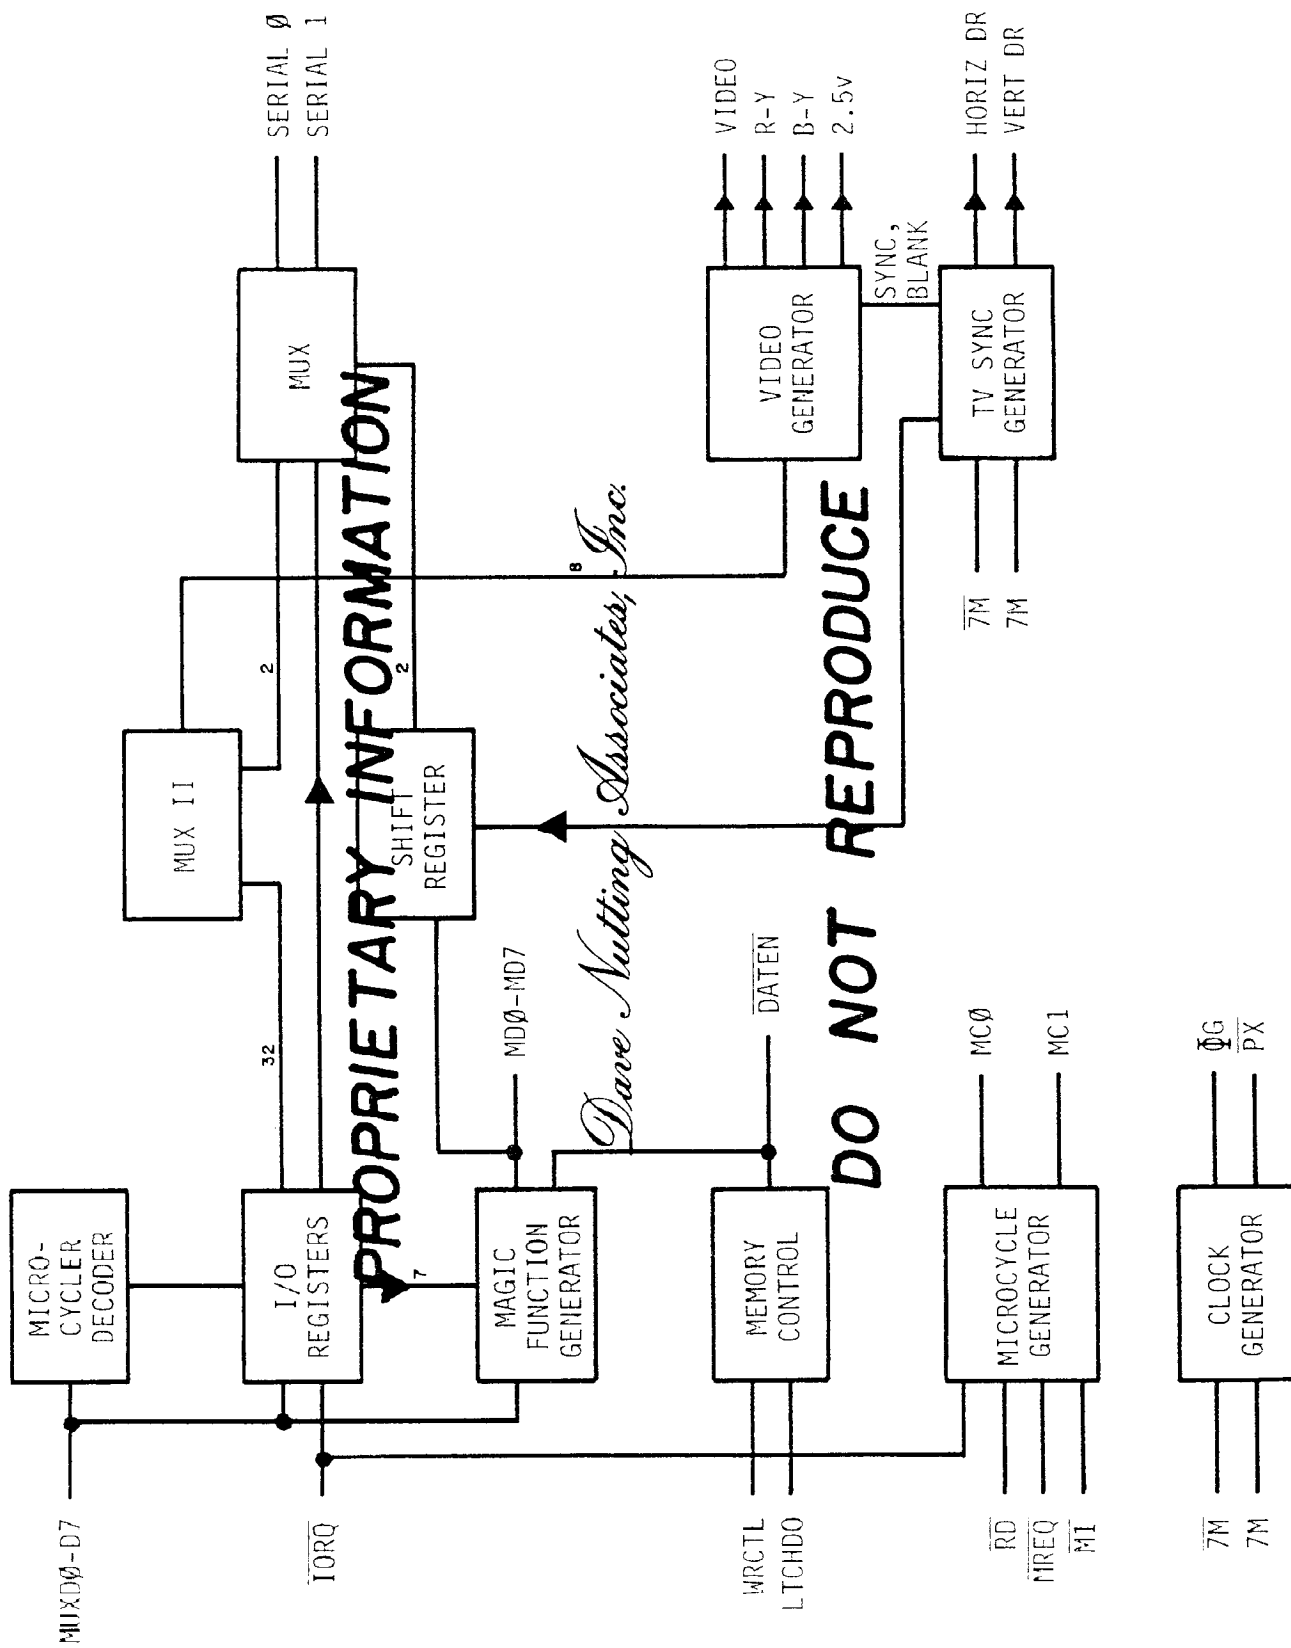 MUXDØ-D7
MICRO-
CYCLER
DECODER
MUX II
SERIAL Ø
SERIAL 1
MUX
32
2
I/O
REGISTERS
IORQ
PROPRIETARY INFORMATION
7
2
SHIFT
REGISTER
MAGIC
FUNCTION
GENERATOR
MDØ-MD7
8
Dave Nutting Associates, Inc.
VIDEO
R-Y
B-Y
2.5v
VIDEO
GENERATOR
WRCTL
LTCHDO
MEMORY
CONTROL
DATEN
DO NOT REPRODUCE
SYNC,
BLANK
HORIZ DR
VERT DR
TV SYNC
GENERATOR
7M
7M
RD
MREQ
MI
MICROCYCLE
GENERATOR
MCØ
MC1
7M
7M
CLOCK
GENERATOR
ΦG
PX